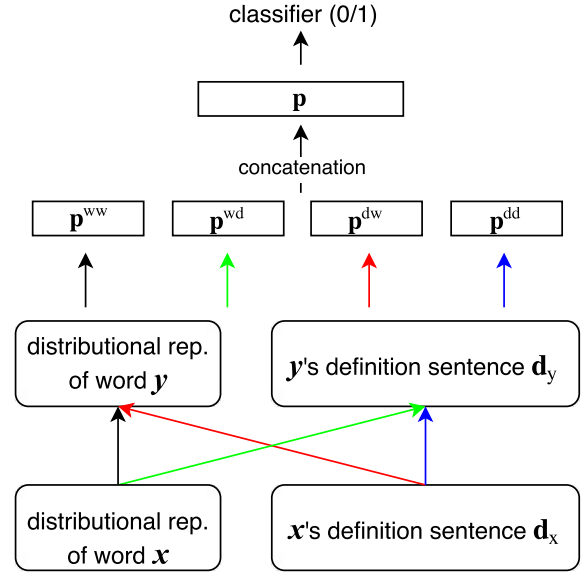 classifier (0/1)
p
concatenation
p^ww p^wd p^dw p^dd
distributional rep.
of word y
y's definition sentence d_y
distributional rep.
of word x
x's definition sentence d_x